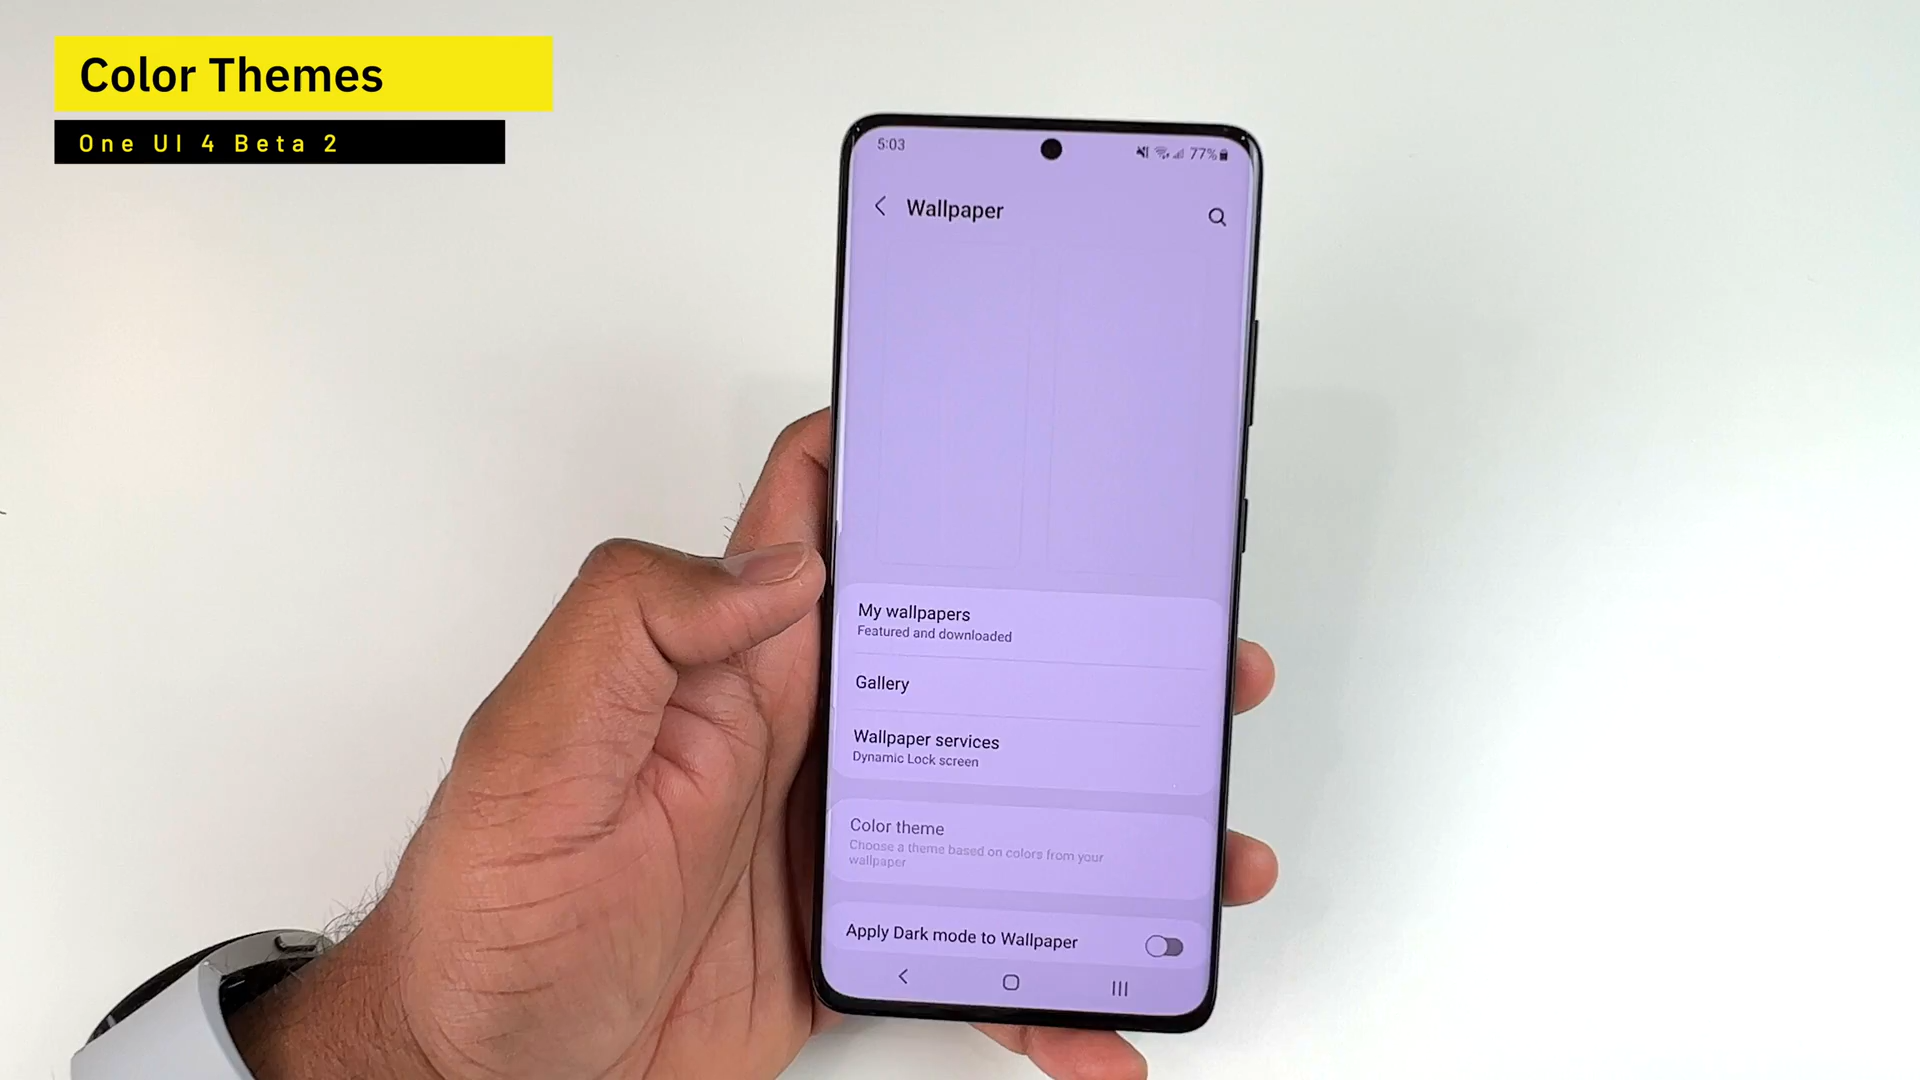 Color Themes
One UI 4 Beta 2
5:03
77%
Wallpaper
My wallpapers
Featured and downloaded
Gallery
Wallpaper services
Dynamic Lock screen
Color theme
Choose a theme based on colors from your
wallpaper
Apply Dark mode to Wallpaper